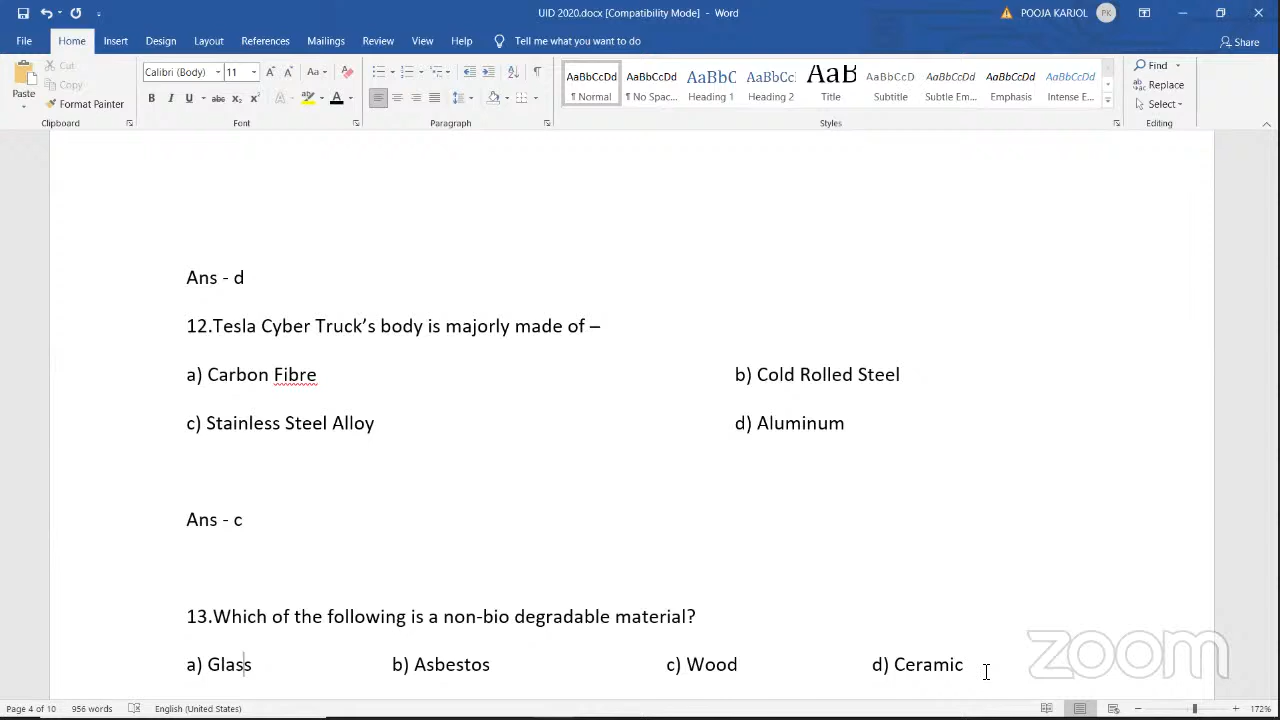 UID 2020.docx [Compatibility Mode] - Word
POOJA KARJOL PK
File Home Insert Design Layout References Mailings Review View Help Tell me what you want to do Share
Paste
Cut
Copy
Format Painter
Clipboard
Calibri (Body) 11
Font
Paragraph
AaBbCcDd AaBbCcDd AaBbC AaBbCc AaB AaBbCcDd AaBbCcDd AaBbCcDd AaBbCcDd
¶ Normal ¶ No Spac... Heading 1 Heading 2 Title Subtitle Subtle Em... Emphasis Intense E...
Styles
Find
Replace
Select
Editing
Ans - d
12.Tesla Cyber Truck’s body is majorly made of –
a) Carbon Fibre b) Cold Rolled Steel
c) Stainless Steel Alloy d) Aluminum
Ans - c
13.Which of the following is a non-bio degradable material?
a) Glass b) Asbestos c) Wood d) Ceramic
zoom
Page 4 of 10 956 words English (United States) 172%